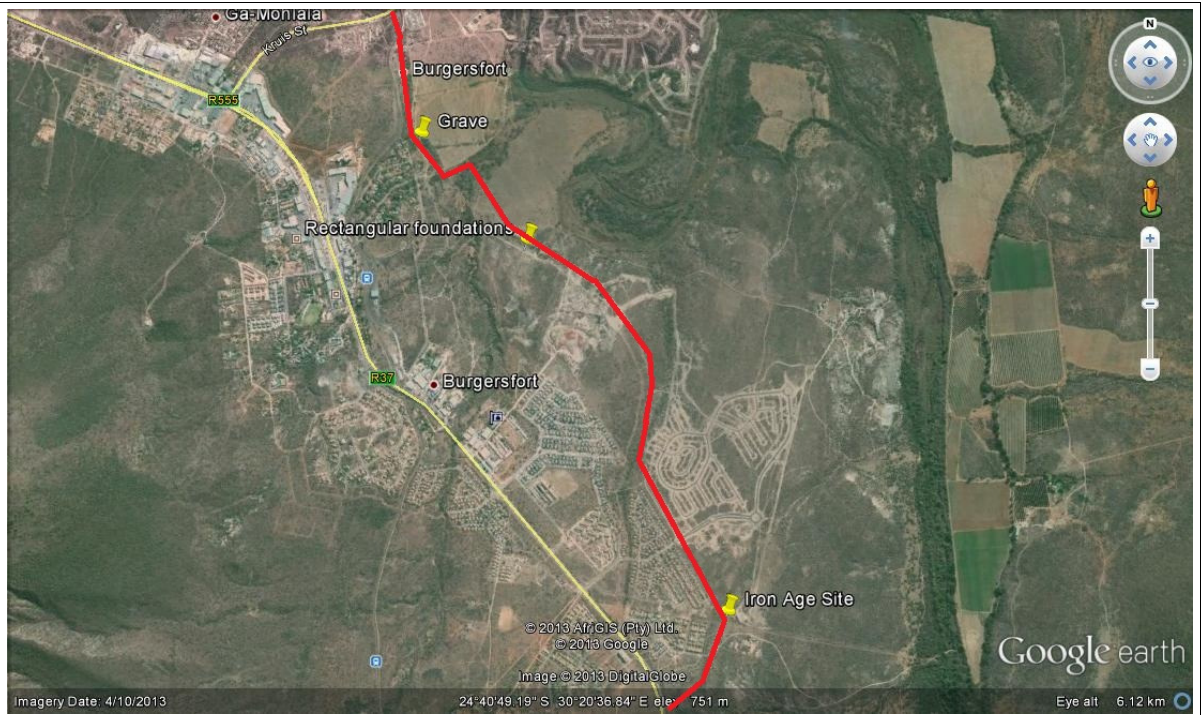 Ga-Mohlala
Kruis St
N
Burgersfort
R555
Grave
Rectangular foundations
R37
Burgersfort
Iron Age Site
© 2013 AfriGIS (Pty) Ltd.
© 2013 Google
Image © 2013 DigitalGlobe
Google earth
Imagery Date: 4/10/2013
24°40'49.19" S 30°20'36.84" E elev 751 m
Eye alt 6.12 km